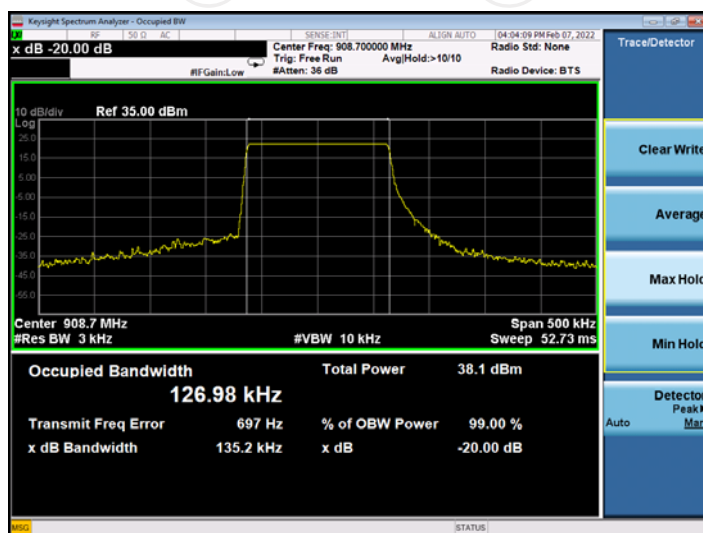 Keysight Spectrum Analyzer - Occupied BW
RF 50 Ω AC SENSE:INT ALIGN AUTO 04:04:09 PM Feb 07, 2022
x dB -20.00 dB
Center Freq: 908.700000 MHz
Radio Std: None
Trace/Detector
Trig: Free Run Avg|Hold:>10/10
#IFGain:Low #Atten: 36 dB Radio Device: BTS
10 dB/div Ref 35.00 dBm
Log
25.0
15.0
5.00
-5.00
-15.0
-25.0
-35.0
-45.0
-55.0
Clear Write
Average
Max Hold
Min Hold
Detector
Peak
Auto Man
Center 908.7 MHz Span 500 kHz
#Res BW 3 kHz #VBW 10 kHz Sweep 52.73 ms
Occupied Bandwidth Total Power 38.1 dBm
126.98 kHz
Transmit Freq Error 697 Hz % of OBW Power 99.00 %
x dB Bandwidth 135.2 kHz x dB -20.00 dB
MSG STATUS